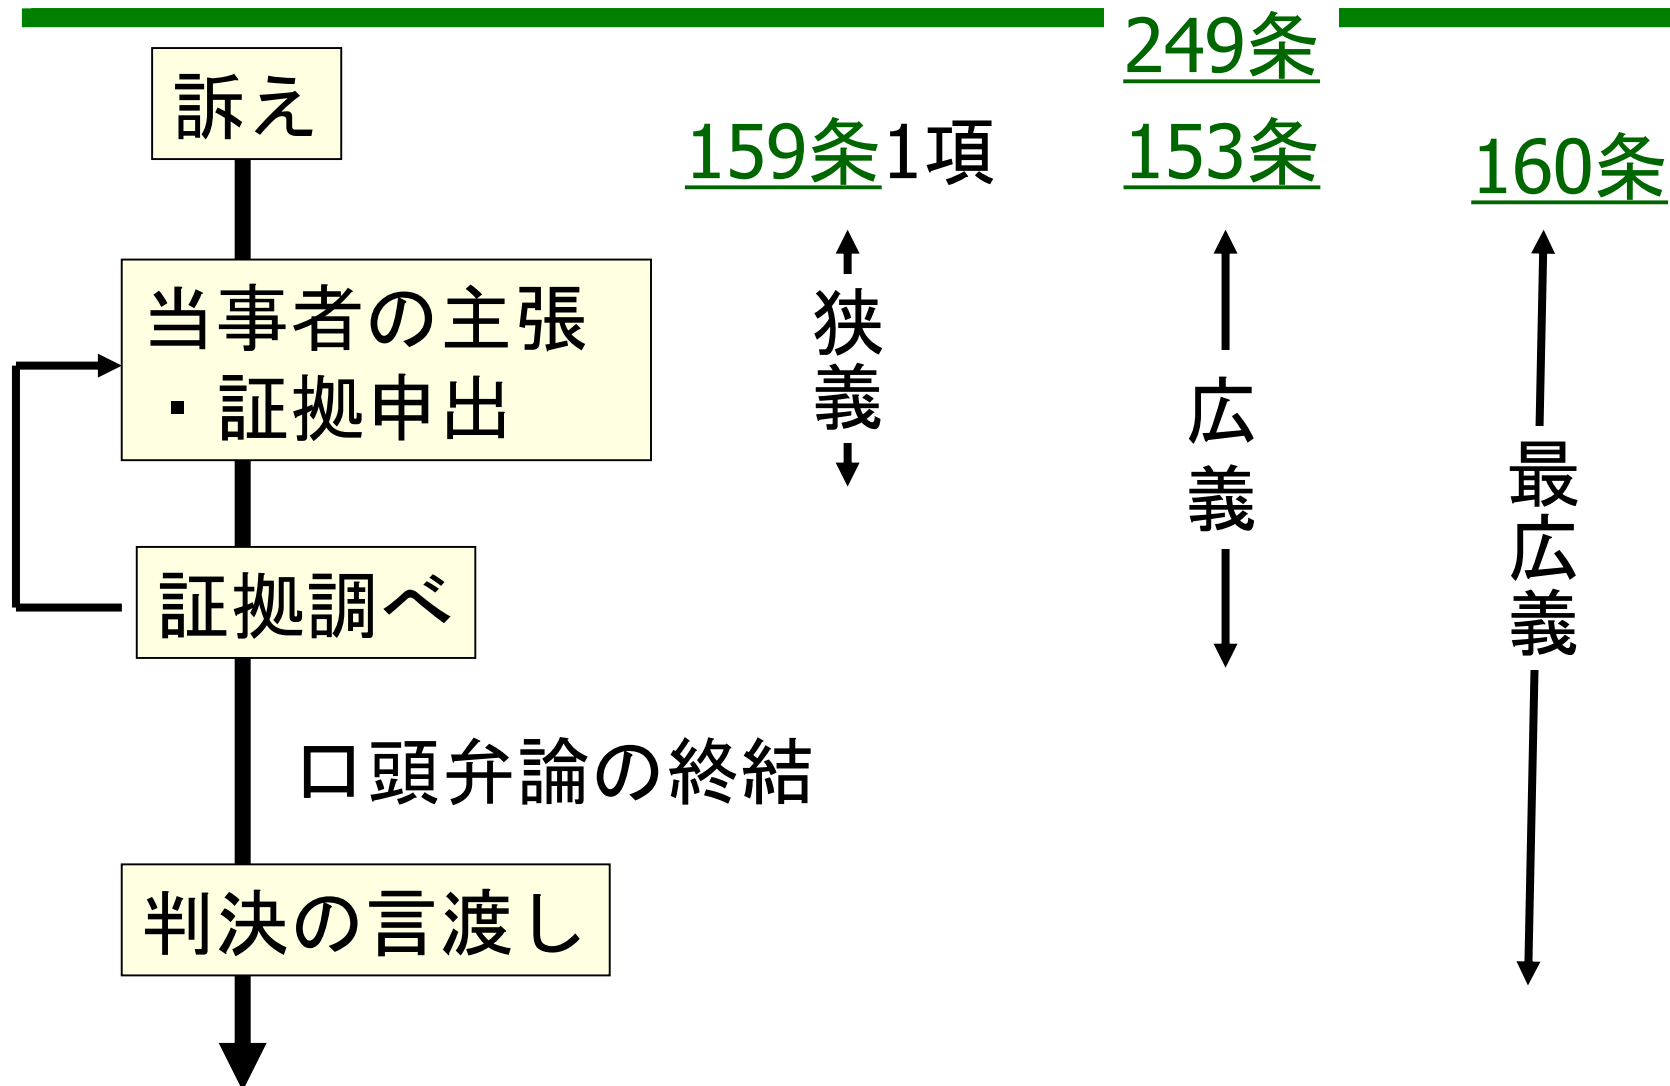 訴え
当事者の主張
・証拠申出
証拠調べ
口頭弁論の終結
判決の言渡し
159条1項
狭義
249条
153条
広義
160条
最広義